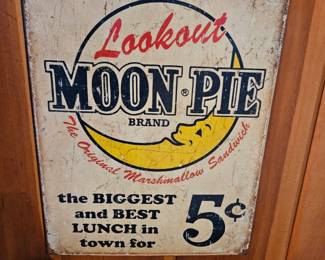 Lookout
MOON ® PIE
BRAND
The Original Marshmallow Sandwich
the BIGGEST
and BEST
LUNCH in
town for
5¢